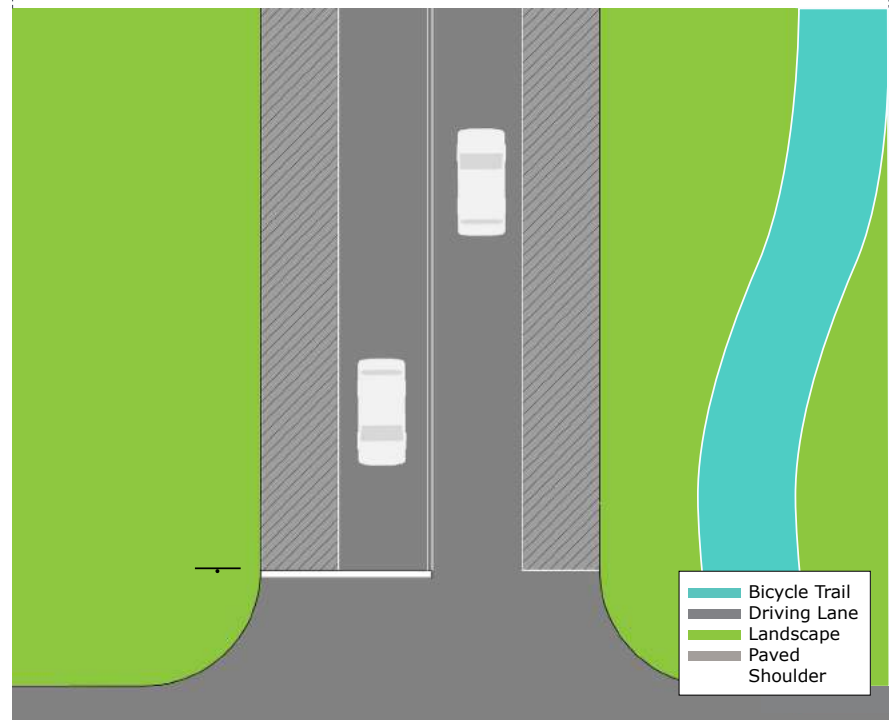 Bicycle Trail
Driving Lane
Landscape
Paved
Shoulder